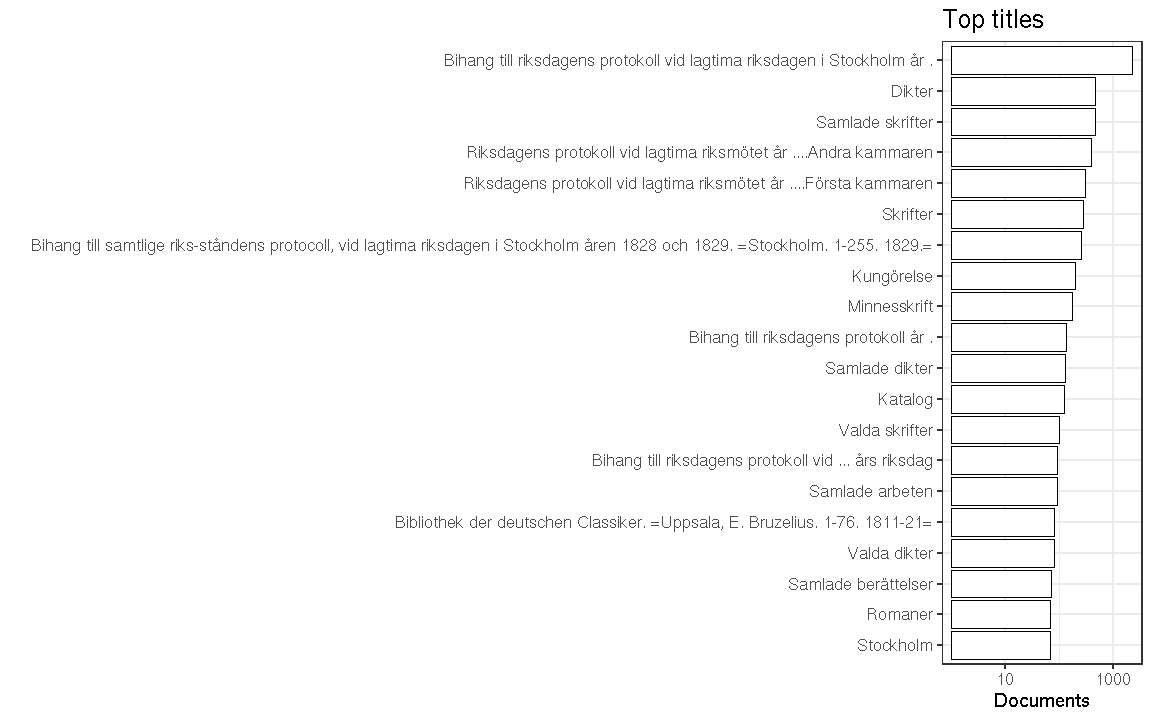 Top titles
Bihang till riksdagens protokoll vid lagtima riksdagen i Stockholm år .
Dikter
Samlade skrifter
Riksdagens protokoll vid lagtima riksmötet år ....Andra kammaren
Riksdagens protokoll vid lagtima riksmötet år ....Första kammaren
Skrifter
Bihang till samtlige riks-ståndens protocoll, vid lagtima riksdagen i Stockholm åren 1828 och 1829. =Stockholm. 1-255. 1829.=
Kungörelse
Minnesskrift
Bihang till riksdagens protokoll år .
Samlade dikter
Katalog
Valda skrifter
Bihang till riksdagens protokoll vid ... års riksdag
Samlade arbeten
Bibliothek der deutschen Classiker. =Uppsala, E. Bruzelius. 1-76. 1811-21=
Valda dikter
Samlade berättelser
Romaner
Stockholm
10 1000
Documents